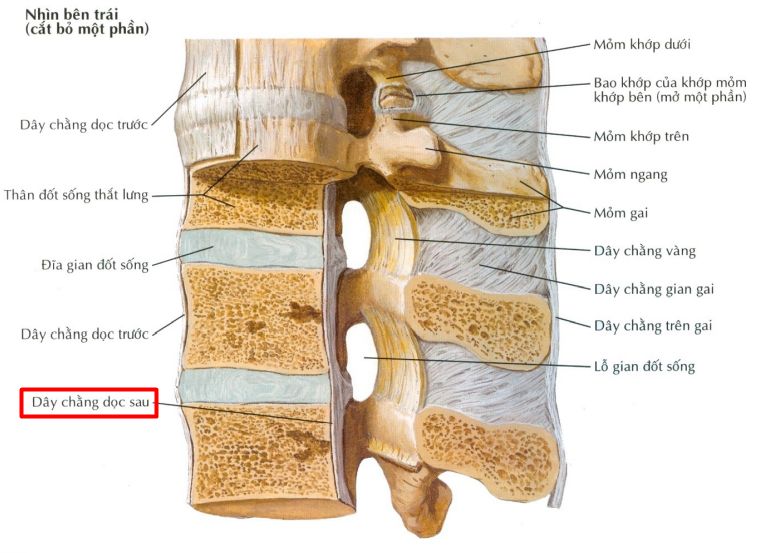 Nhìn bên trái
(cắt bỏ một phần)
Dây chằng dọc trước
Thân đốt sống thắt lưng
Đĩa gian đốt sống
Dây chằng dọc trước
Dây chằng dọc sau
Mỏm khớp dưới
Bao khớp của khớp mỏm
khớp bên (mở một phần)
Mỏm khớp trên
Mỏm ngang
Mỏm gai
Dây chằng vàng
Dây chằng gian gai
Dây chằng trên gai
Lỗ gian đốt sống